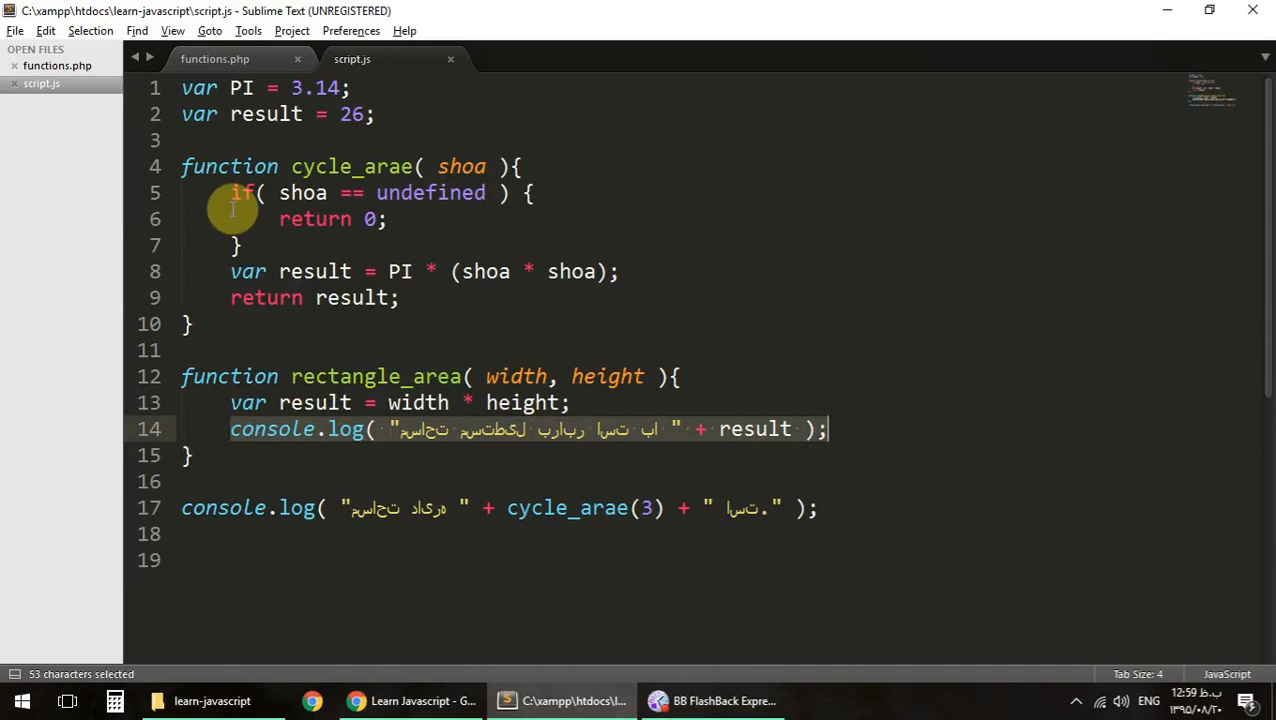 C:\xampp\htdocs\learn-javascript\script.js - Sublime Text (UNREGISTERED)
File Edit Selection Find View Goto Tools Project Preferences Help
OPEN FILES
functions.php
script.js
functions.php script.js
1 var PI = 3.14;
2 var result = 26;
3
4 function cycle_arae( shoa ){
5 if( shoa == undefined ) {
6 return 0;
7 }
8 var result = PI * (shoa * shoa);
9 return result;
10 }
11
12 function rectangle_area( width, height ){
13 var result = width * height;
14 console.log( "مساحت مستطیل برابر است با " + result );
15 }
16
17 console.log( "مساحت دایره " + cycle_arae(3) + " است." );
18
19
53 characters selected Tab Size: 4 JavaScript
learn-javascript Learn Javascript - G... C:\xampp\htdocs\l... BB FlashBack Expre... ENG 12:59 ب.ظ
۱۳۹۵/۰۸/۲۰